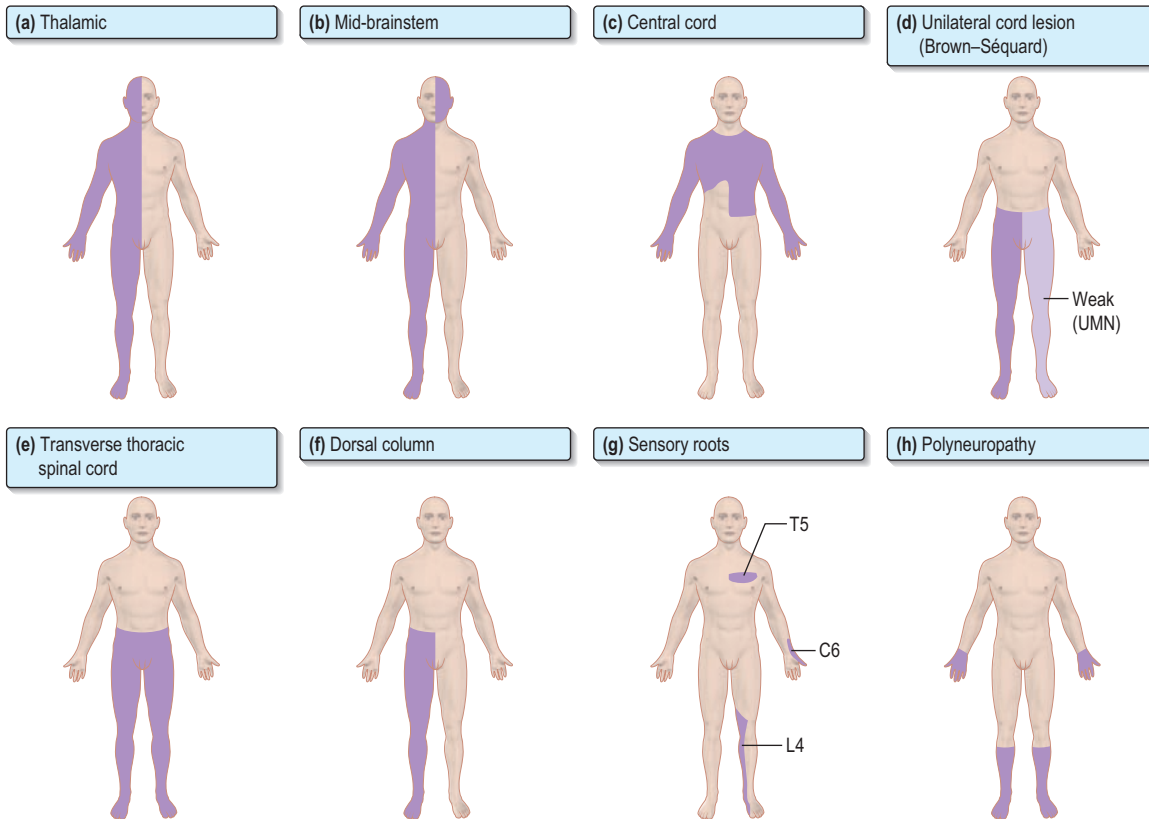 (a) Thalamic
(b) Mid-brainstem
(c) Central cord
(d) Unilateral cord lesion
(Brown–Séquard)
Weak
(UMN)
(e) Transverse thoracic
spinal cord
(f) Dorsal column
(g) Sensory roots
(h) Polyneuropathy
T5
C6
L4